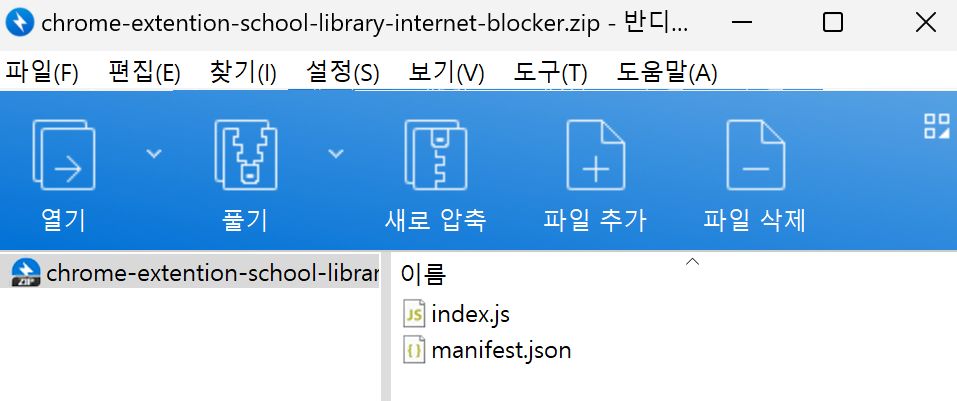 chrome-extention-school-library-internet-blocker.zip - 반디...
파일(F) 편집(E) 찾기(I) 설정(S) 보기(V) 도구(T) 도움말(A)
열기 풀기 새로 압축 파일 추가 파일 삭제
ZIP chrome-extention-school-librar
이름
JS index.js
{} manifest.json